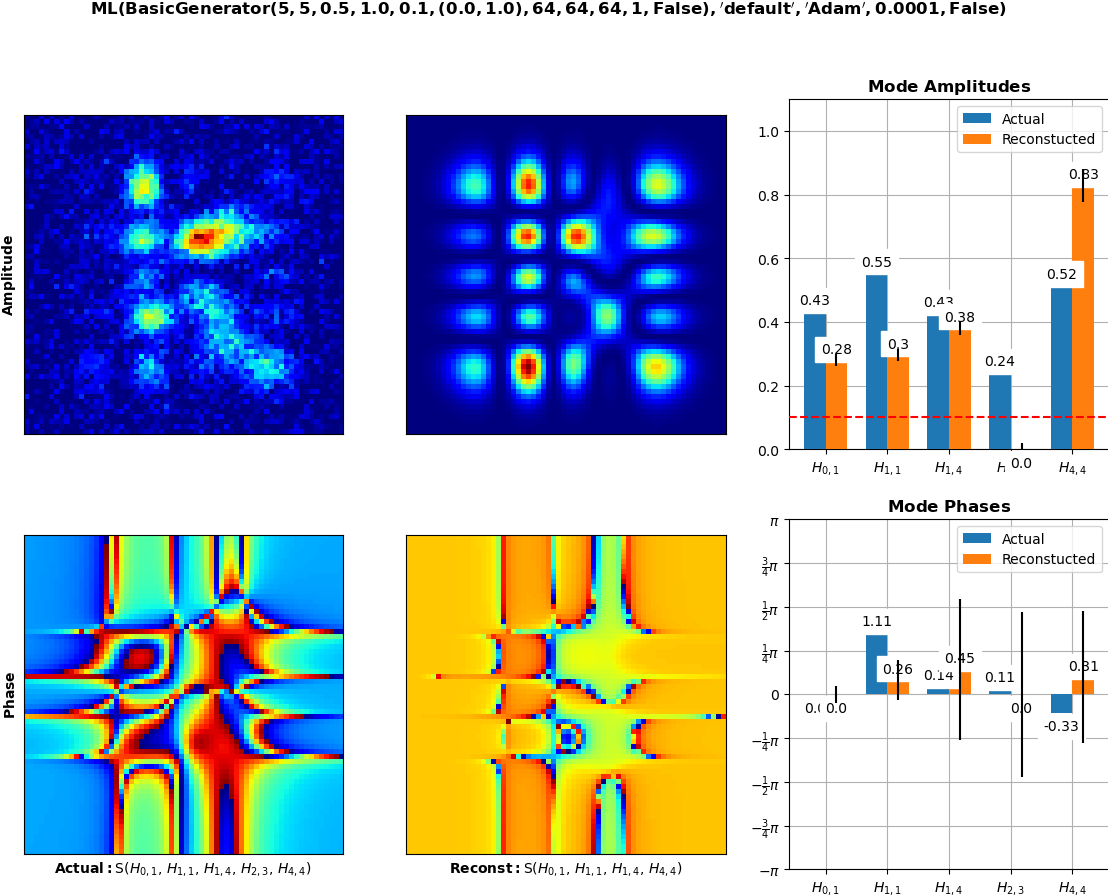 ML(BasicGenerator(5, 5, 0.5, 1.0, 0.1, (0.0, 1.0), 64, 64, 64, 1, False), 'default', 'Adam', 0.0001, False)
Amplitude
Mode Amplitudes
Actual
Reconstucted
1.0
0.8
0.6
0.4
0.2
0.0
0.43
0.28
0.55
0.3
0.43
0.38
0.24
0.0
0.52
0.83
H0,1
H1,1
H1,4
H4,4
Phase
Actual: S(H0,1, H1,1, H1,4, H2,3, H4,4)
Reconst: S(H0,1, H1,1, H1,4, H4,4)
Mode Phases
Actual
Reconstucted
π
3/4π
1/2π
1/4π
0
−1/4π
−1/2π
−3/4π
−π
0.0
1.11
0.26
0.14
0.45
0.11
0.0
-0.33
0.31
H0,1
H1,1
H1,4
H2,3
H4,4